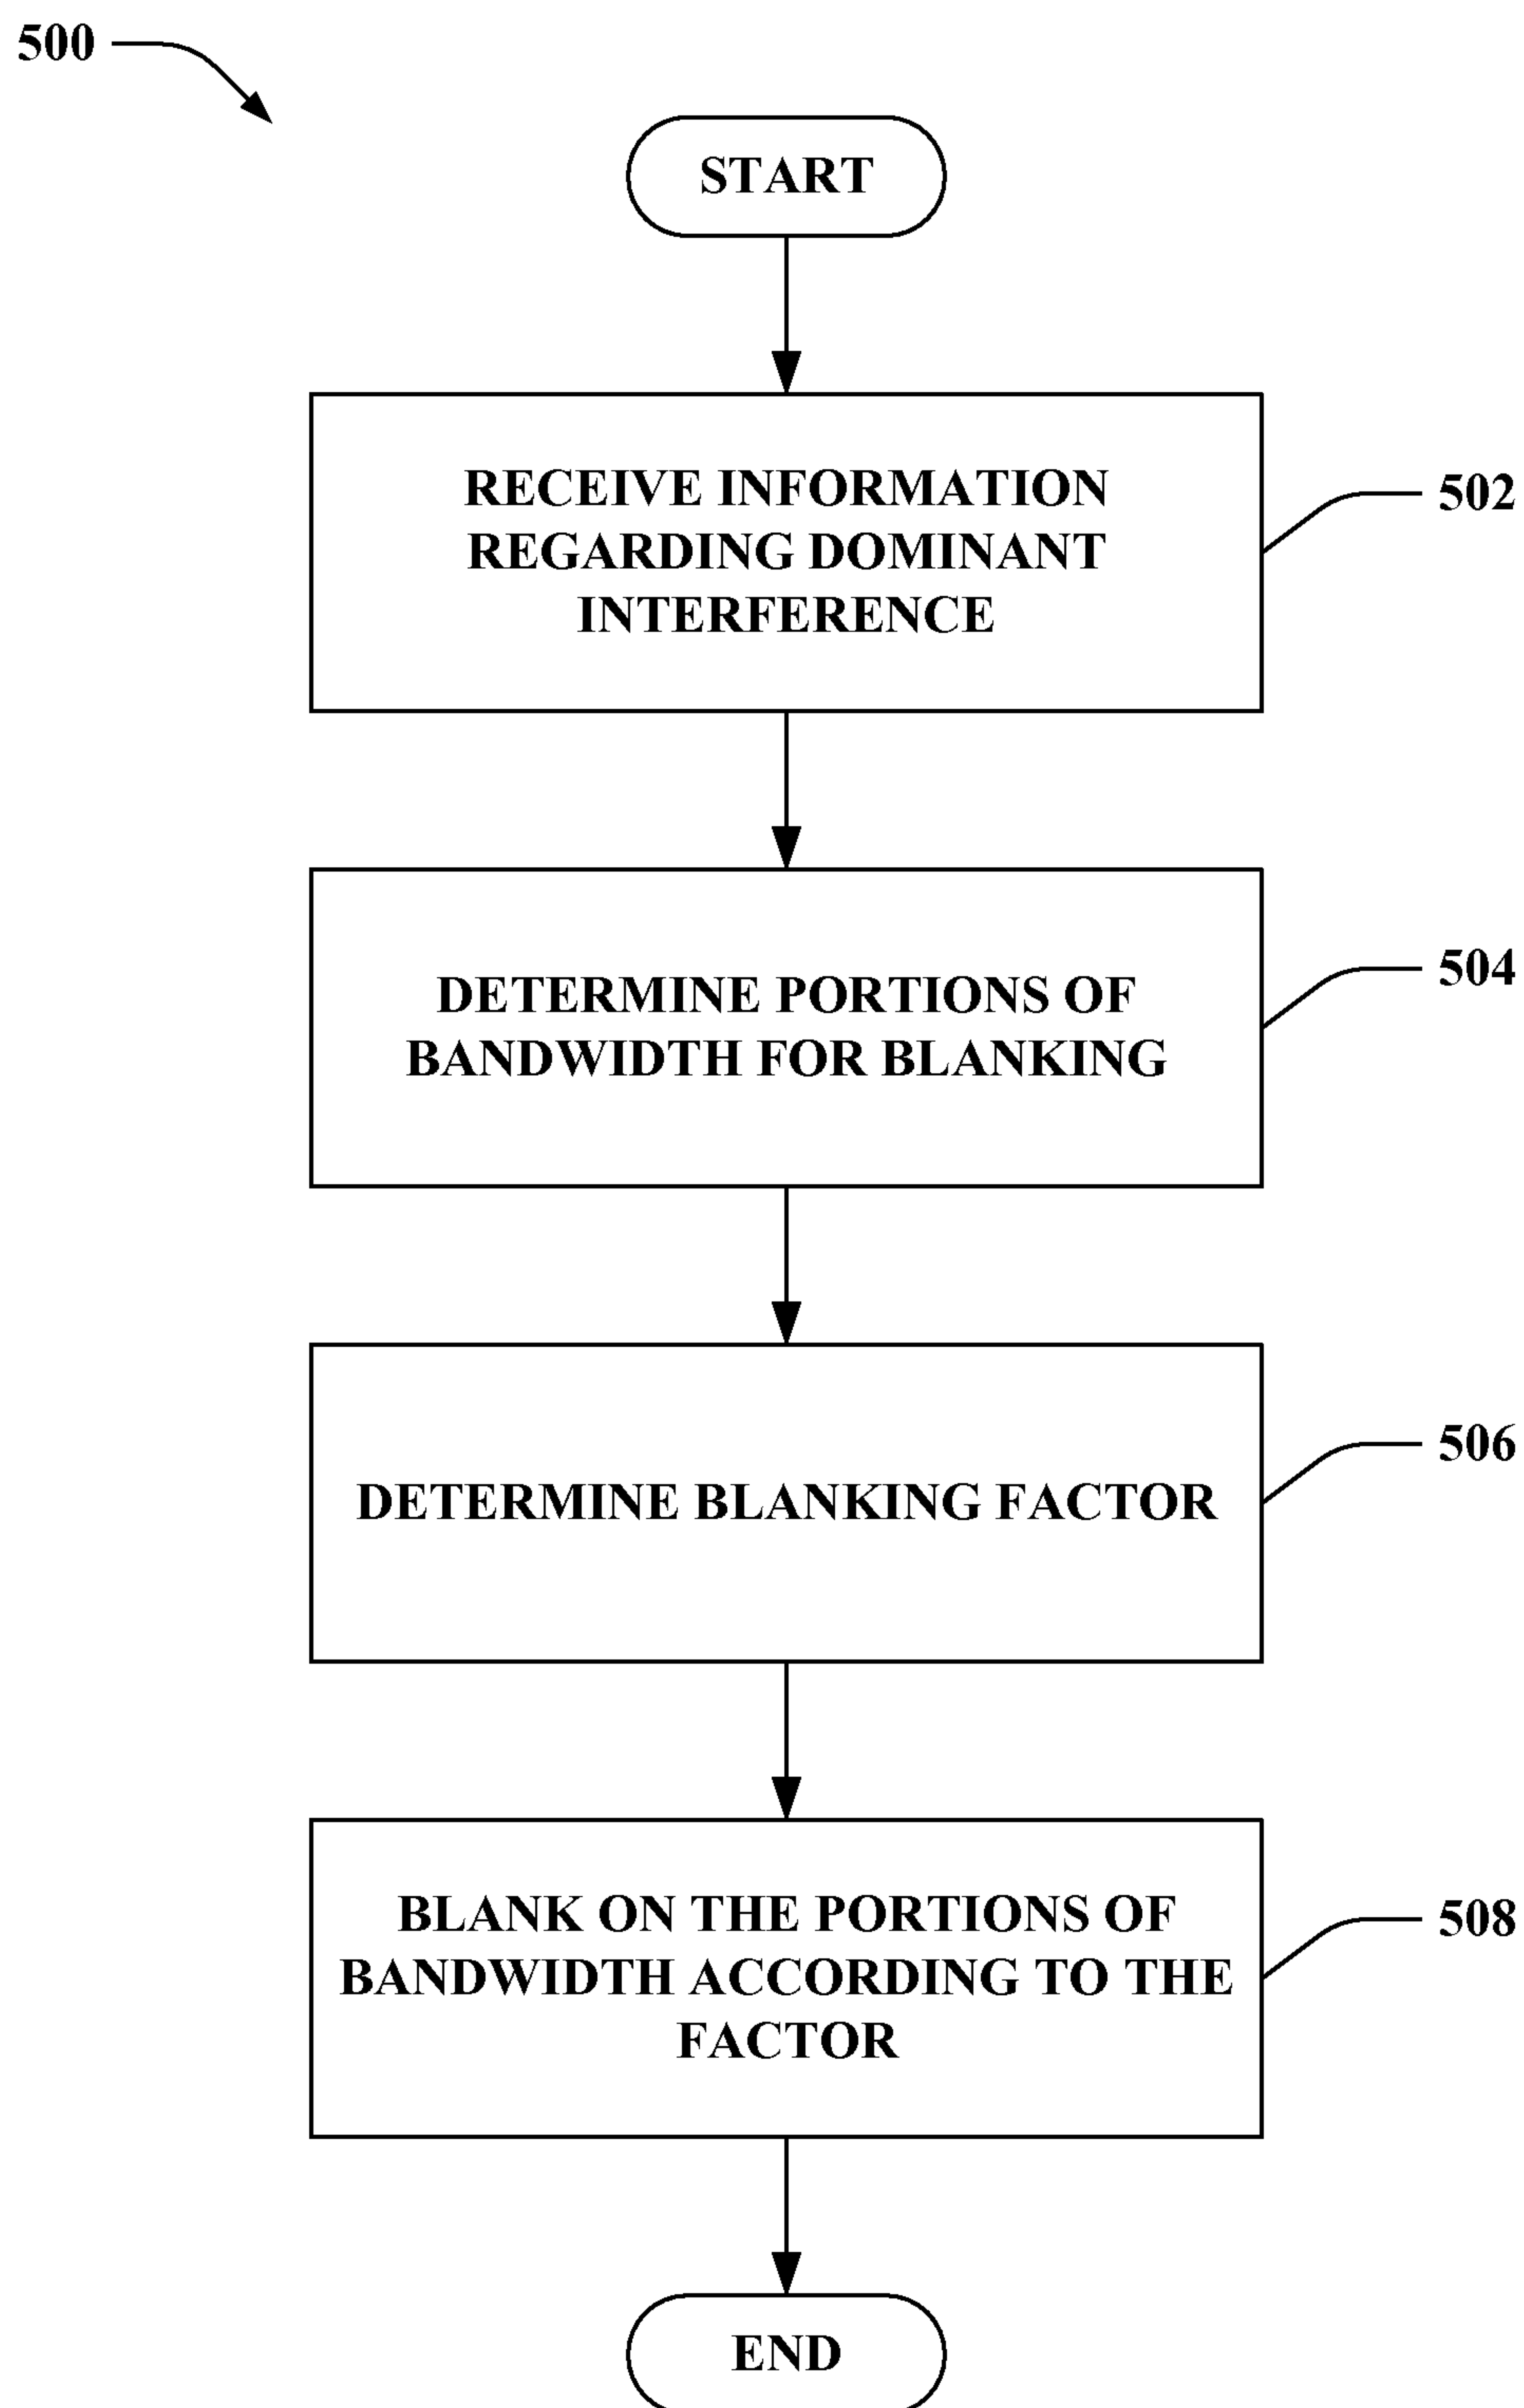 500
START
RECEIVE INFORMATION
REGARDING DOMINANT
INTERFERENCE
502
DETERMINE PORTIONS OF
BANDWIDTH FOR BLANKING
504
DETERMINE BLANKING FACTOR
506
BLANK ON THE PORTIONS OF
BANDWIDTH ACCORDING TO THE
FACTOR
508
END